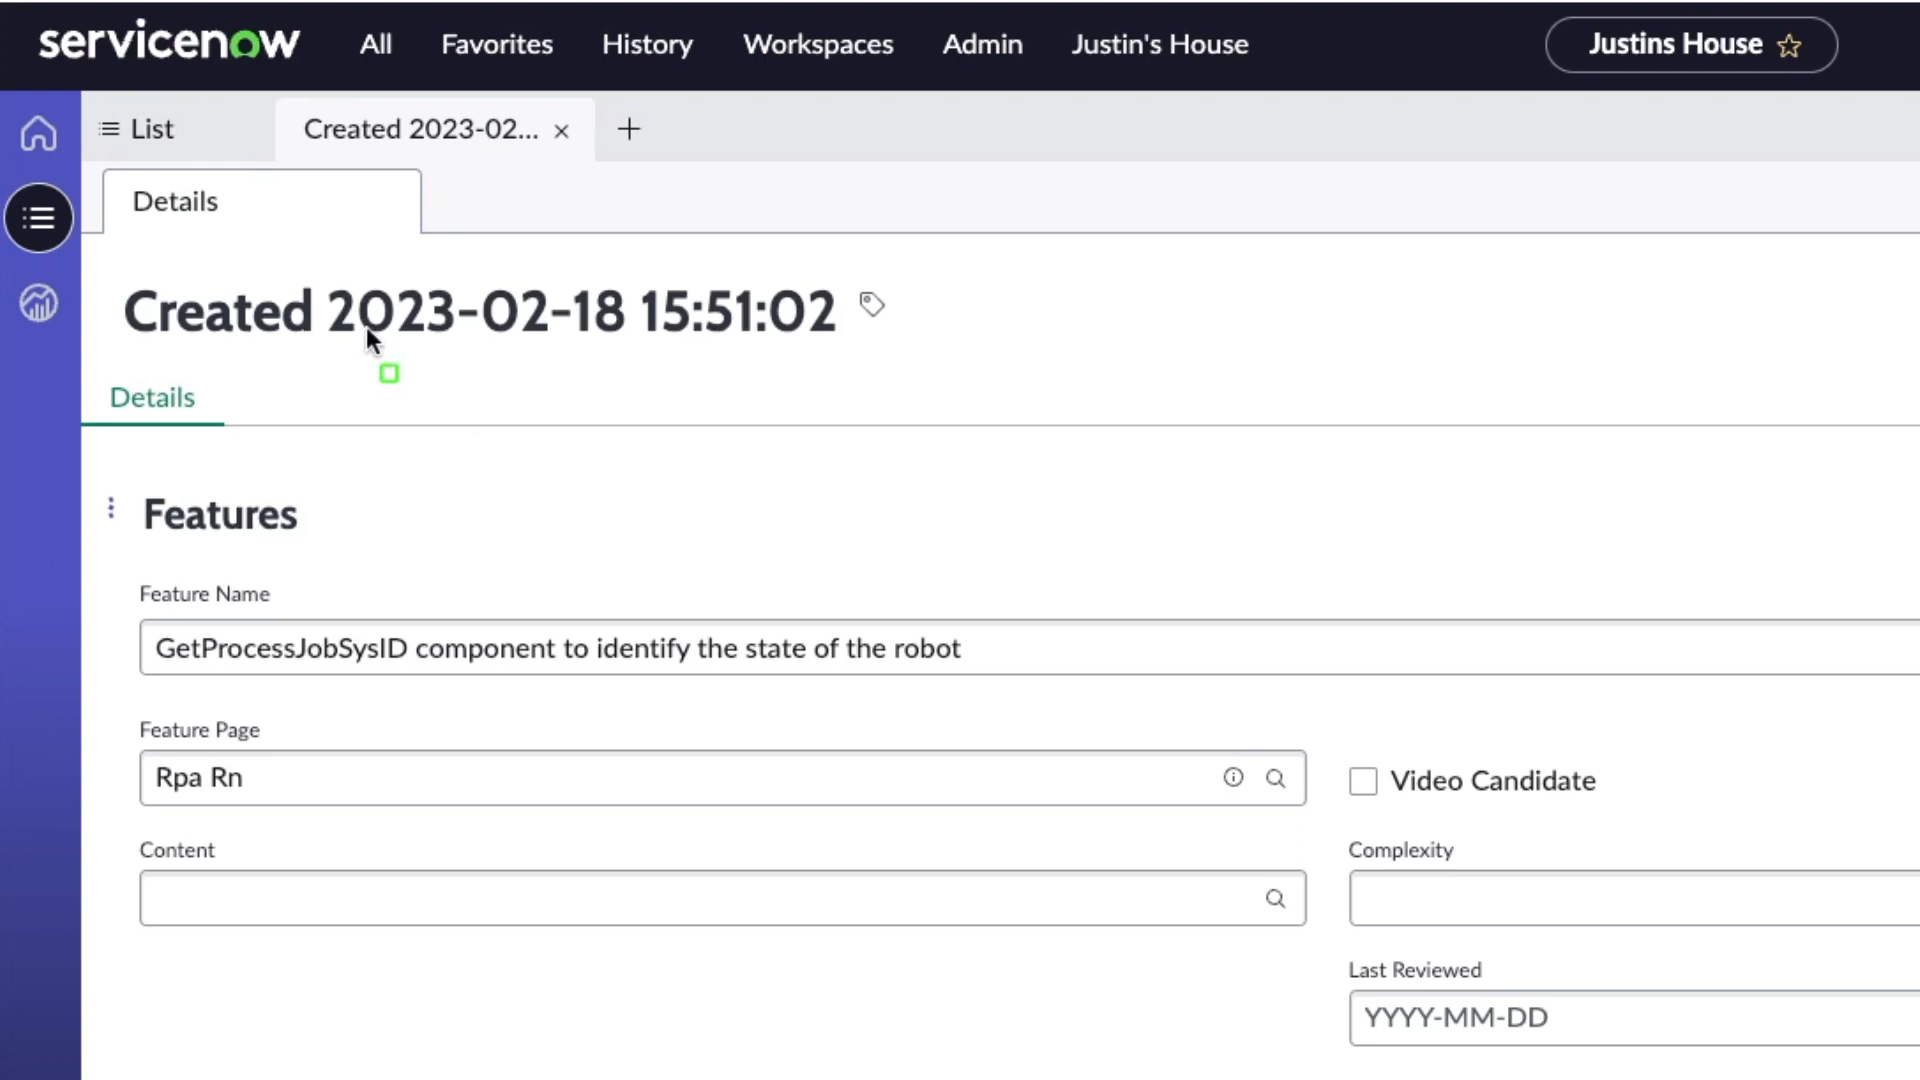 servicenow All Favorites History Workspaces Admin Justin's House Justins House
List Created 2023-02...
Details
Created 2023-02-18 15:51:02
Details
Features
Feature Name
GetProcessJobSysID component to identify the state of the robot
Feature Page
Rpa Rn
Video Candidate
Content Complexity
Last Reviewed
YYYY-MM-DD